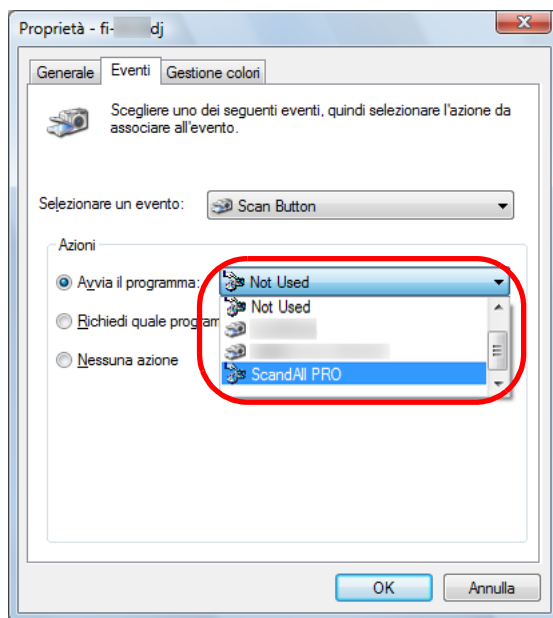 Proprietà - fi- dj
Generale Eventi Gestione colori
Scegliere uno dei seguenti eventi, quindi selezionare l'azione da
associare all'evento.
Selezionare un evento: Scan Button
Azioni
Avvia il programma: Not Used
Not Used
Richiedi quale program
Nessuna azione
ScandAll PRO
OK Annulla